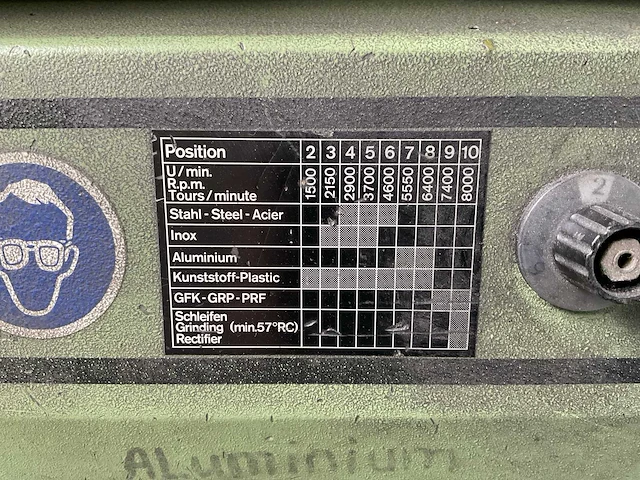 Position 2 3 4 5 6 7 8 9 10
U/min.
R.p.m.
Tours/minute 1500 2150 2900 3700 4600 5550 6400 7400 8000
Stahl-Steel-Acier
Inox
Aluminium
Kunststoff-Plastic
GFK-GRP-PRF
Schleifen
Grinding (min.57°RC)
Rectifier
2
ALuminium